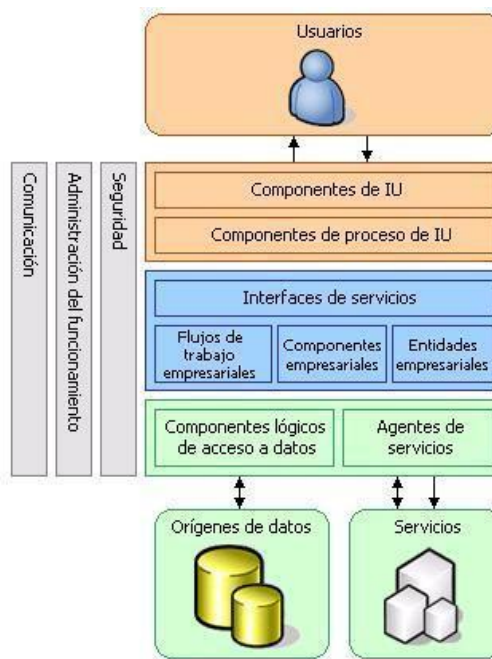 Usuarios
Comunicación
Administración del funcionamiento
Seguridad
Componentes de IU
Componentes de proceso de IU
Interfaces de servicios
Flujos de
trabajo
empresariales
Componentes
empresariales
Entidades
empresariales
Componentes lógicos
de acceso a datos
Agentes de
servicios
Orígenes de datos
Servicios